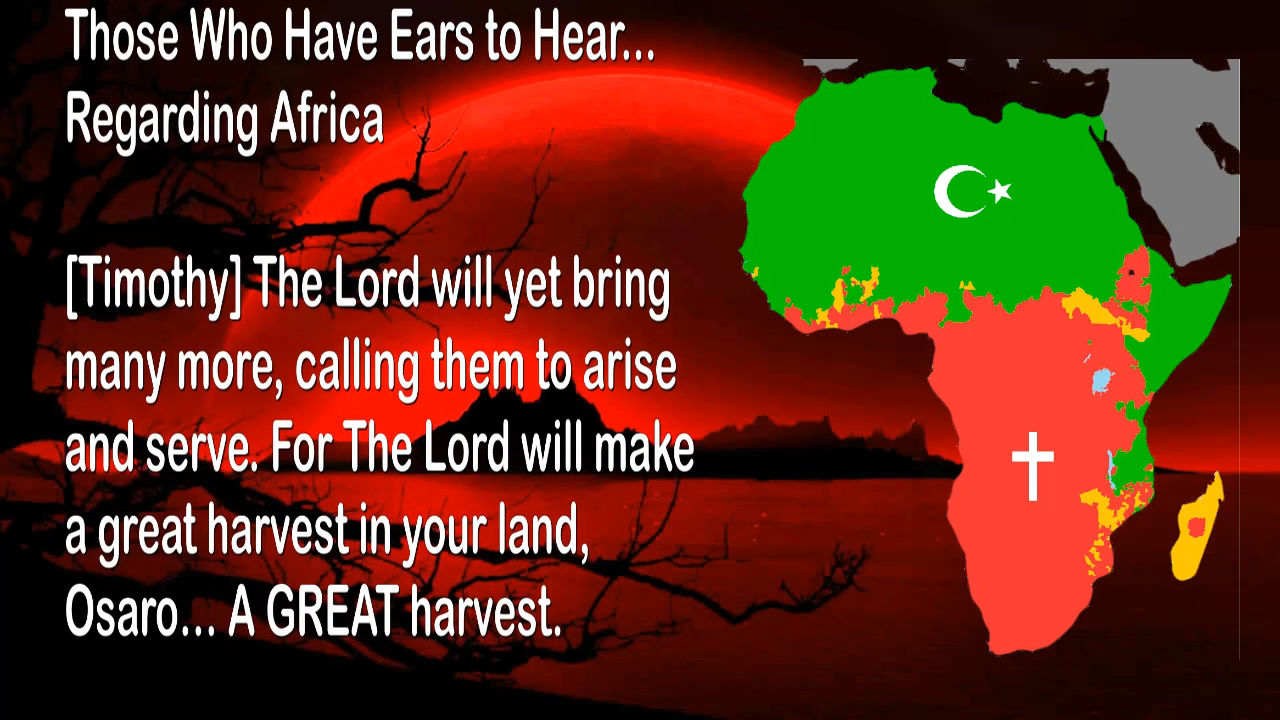 Those Who Have Ears to Hear...
Regarding Africa
[Timothy] The Lord will yet bring
many more, calling them to arise
and serve. For The Lord will make
a great harvest in your land,
Osaro... A GREAT harvest.